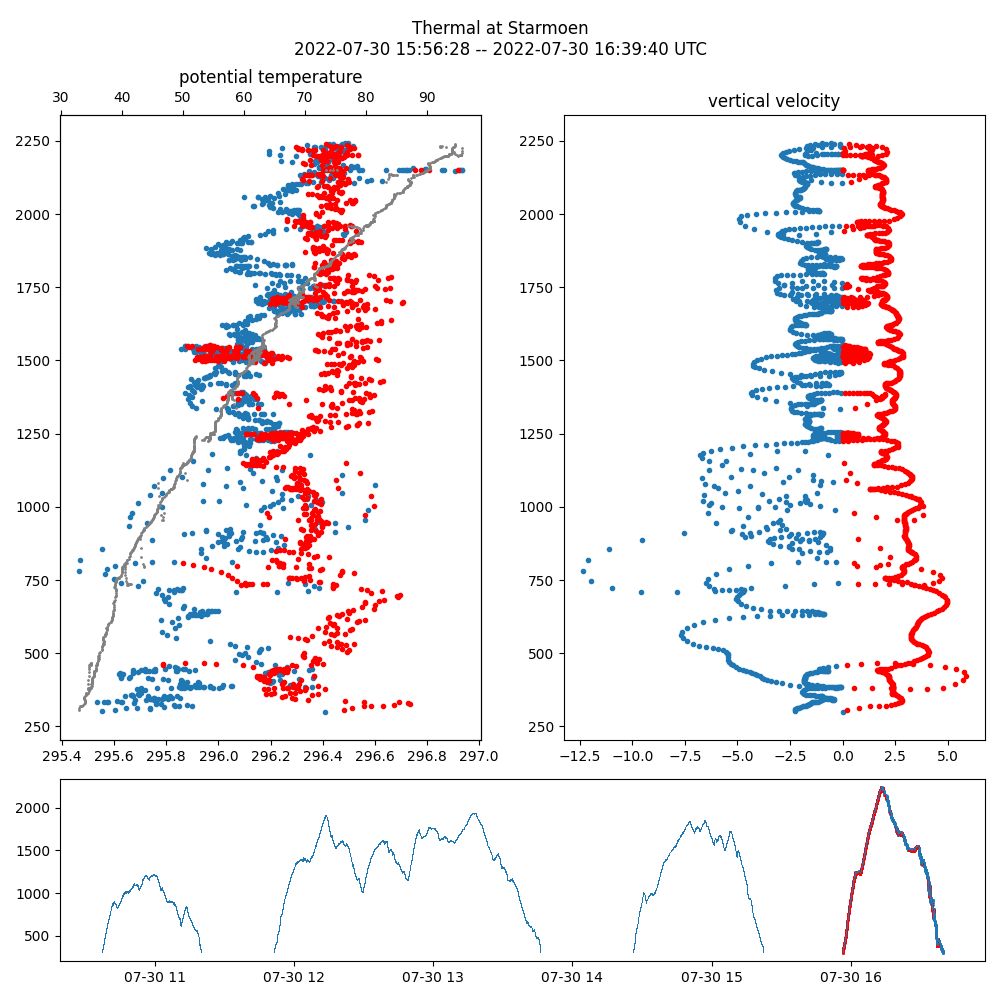 Thermal at Starmoen
2022-07-30 15:56:28 -- 2022-07-30 16:39:40 UTC
potential temperature
30 40 50 60 70 80 90
vertical velocity
2250 2250
2000 2000
1750 1750
1500 1500
1250 1250
1000 1000
750 750
500 500
250 250
295.4 295.6 295.8 296.0 296.2 296.4 296.6 296.8 297.0
−12.5 −10.0 −7.5 −5.0 −2.5 0.0 2.5 5.0
2000
1500
1000
500
07-30 11 07-30 12 07-30 13 07-30 14 07-30 15 07-30 16